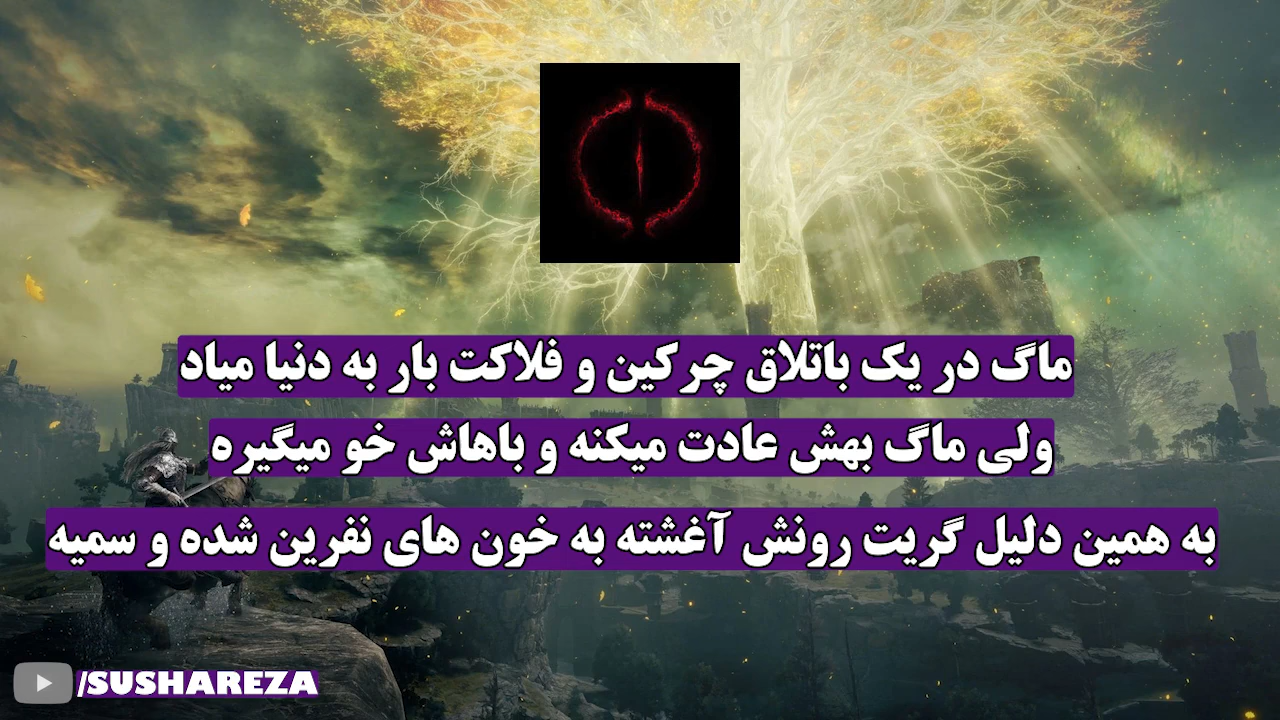 ماگ در یک باتلاق چرکین و فلاکت بار به دنیا میاد
ولی ماگ بهش عادت میکنه و باهاش خو میگیره
به همین دلیل گریت رونش آغشته به خون های نفرین شده و سمیه
/SUSHAREZA